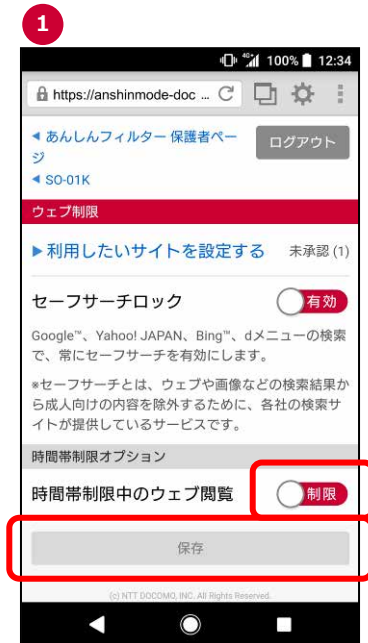 1
4G 100% 12:34
https://anshinmode-doc ...
◀ あんしんフィルター 保護者ペー
ジ
ログアウト
◀ SO-01K
ウェブ制限
▶利用したいサイトを設定する 未承認 (1)
セーフサーチロック 有効
Google™、Yahoo! JAPAN、Bing™、dメニューの検索
で、常にセーフサーチを有効にします。
※セーフサーチとは、ウェブや画像などの検索結果か
ら成人向けの内容を除外するために、各社の検索サ
イトが提供しているサービスです。
時間帯制限オプション
時間帯制限中のウェブ閲覧 制限
保存
(c) NTT DOCOMO, INC. All Rights Reserved.